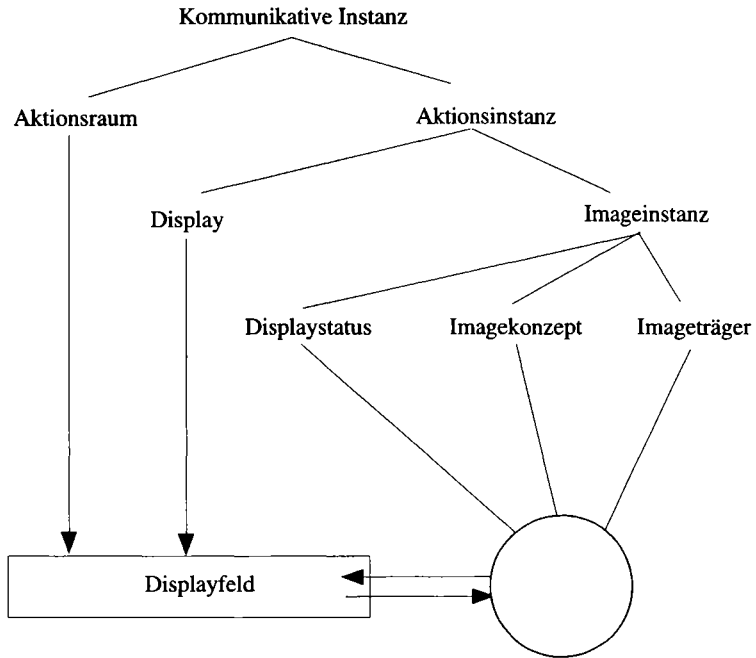 Kommunikative Instanz
Aktionsraum
Aktionsinstanz
Display
Imageinstanz
Displaystatus
Imagekonzept
Imageträger
Displayfeld